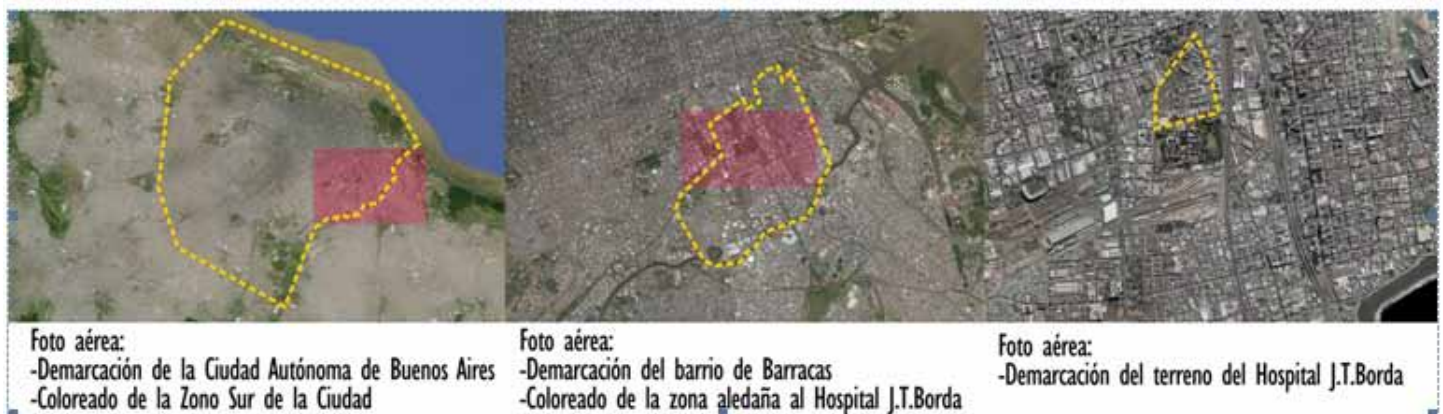 Foto aérea:
-Demarcación de la Ciudad Autónoma de Buenos Aires
-Coloreado de la Zono Sur de la Ciudad
Foto aérea:
-Demarcación del barrio de Barracas
-Coloreado de la zona aledaña al Hospital J.T.Borda
Foto aérea:
-Demarcación del terreno del Hospital J.T.Borda